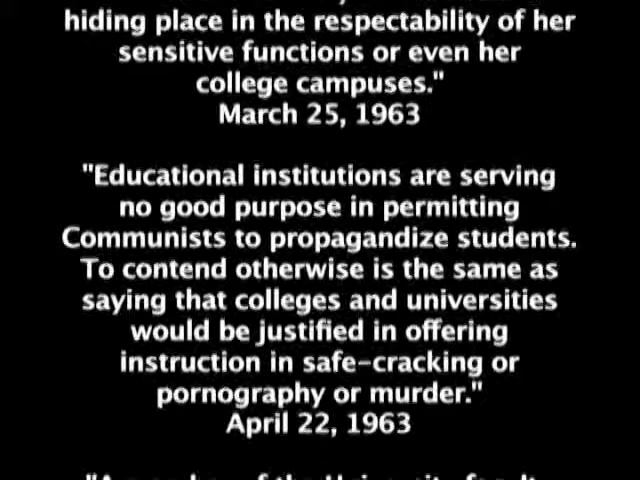 hiding place in the respectability of her
sensitive functions or even her
college campuses."
March 25, 1963
"Educational institutions are serving
no good purpose in permitting
Communists to propagandize students.
To contend otherwise is the same as
saying that colleges and universities
would be justified in offering
instruction in safe-cracking or
pornography or murder."
April 22, 1963
of the University